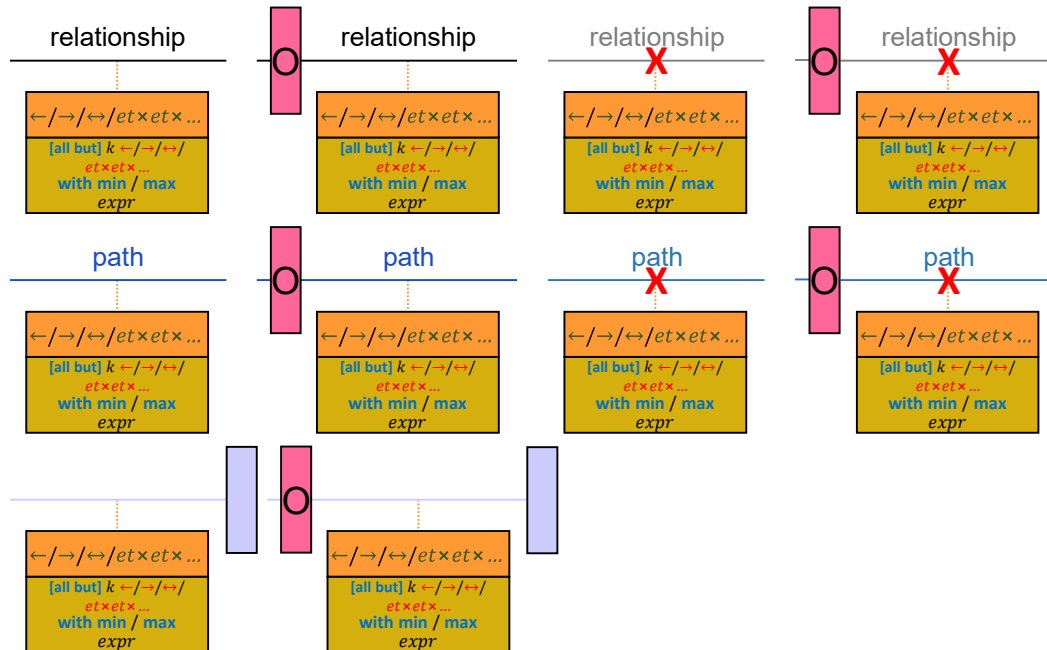 relationship
←/→/↔/et×et× ...
[all but] k ←/→/↔/
et×et× ...
with min / max
expr
O
relationship
←/→/↔/et×et× ...
[all but] k ←/→/↔/
et×et× ...
with min / max
expr
relationship
X
←/→/↔/et×et× ...
[all but] k ←/→/↔/
et×et× ...
with min / max
expr
O
relationship
X
←/→/↔/et×et× ...
[all but] k ←/→/↔/
et×et× ...
with min / max
expr
path
←/→/↔/et×et× ...
[all but] k ←/→/↔/
et×et× ...
with min / max
expr
O
path
←/→/↔/et×et× ...
[all but] k ←/→/↔/
et×et× ...
with min / max
expr
path
X
←/→/↔/et×et× ...
[all but] k ←/→/↔/
et×et× ...
with min / max
expr
O
path
X
←/→/↔/et×et× ...
[all but] k ←/→/↔/
et×et× ...
with min / max
expr
←/→/↔/et×et× ...
[all but] k ←/→/↔/
et×et× ...
with min / max
expr
O
←/→/↔/et×et× ...
[all but] k ←/→/↔/
et×et× ...
with min / max
expr